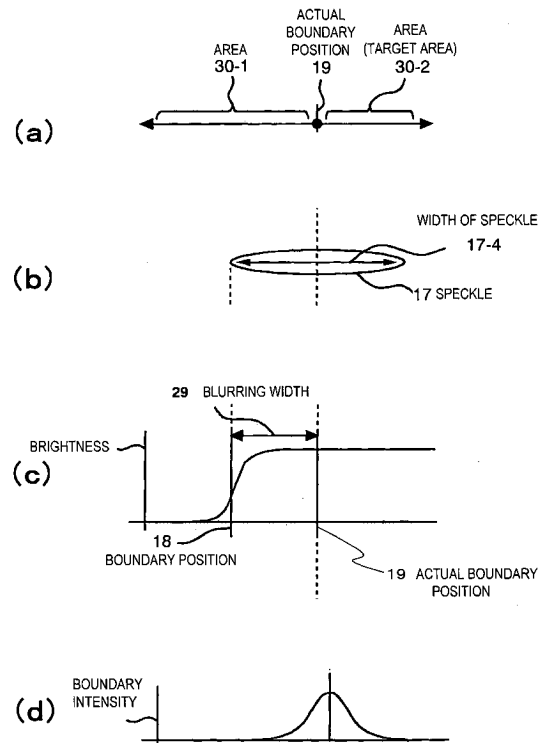 (a)
AREA
30-1
ACTUAL
BOUNDARY
POSITION
19
AREA
(TARGET AREA)
30-2
(b)
WIDTH OF SPECKLE
17-4
17 SPECKLE
(c)
29 BLURRING WIDTH
BRIGHTNESS
18
BOUNDARY POSITION
19 ACTUAL BOUNDARY
POSITION
(d)
BOUNDARY
INTENSITY